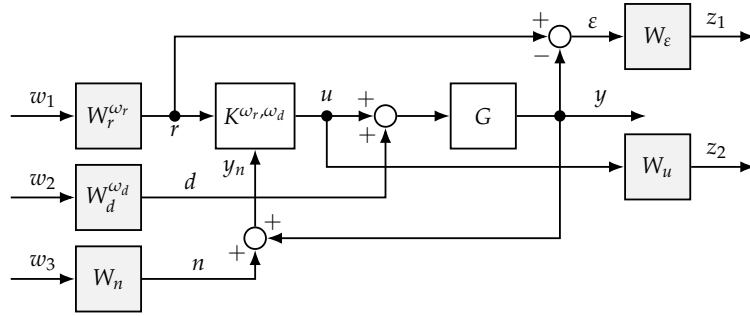 + ε W_ε z₁
−
w₁ W_r^{ω_r} r K^{ω_r,ω_d} u + + G y
y_n
w₂ W_d^{ω_d} d W_u z₂
+ +
w₃ W_n n